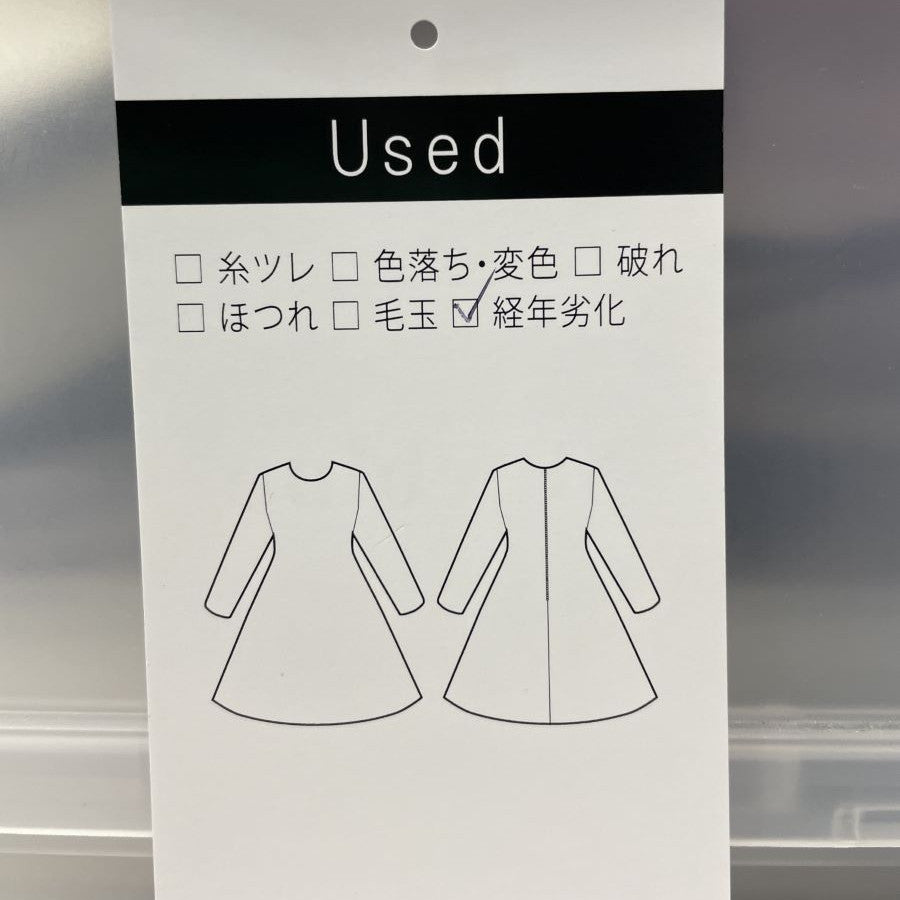 Used
□ 糸ツレ □ 色落ち・変色 □ 破れ
□ ほつれ □ 毛玉 ☑ 経年劣化